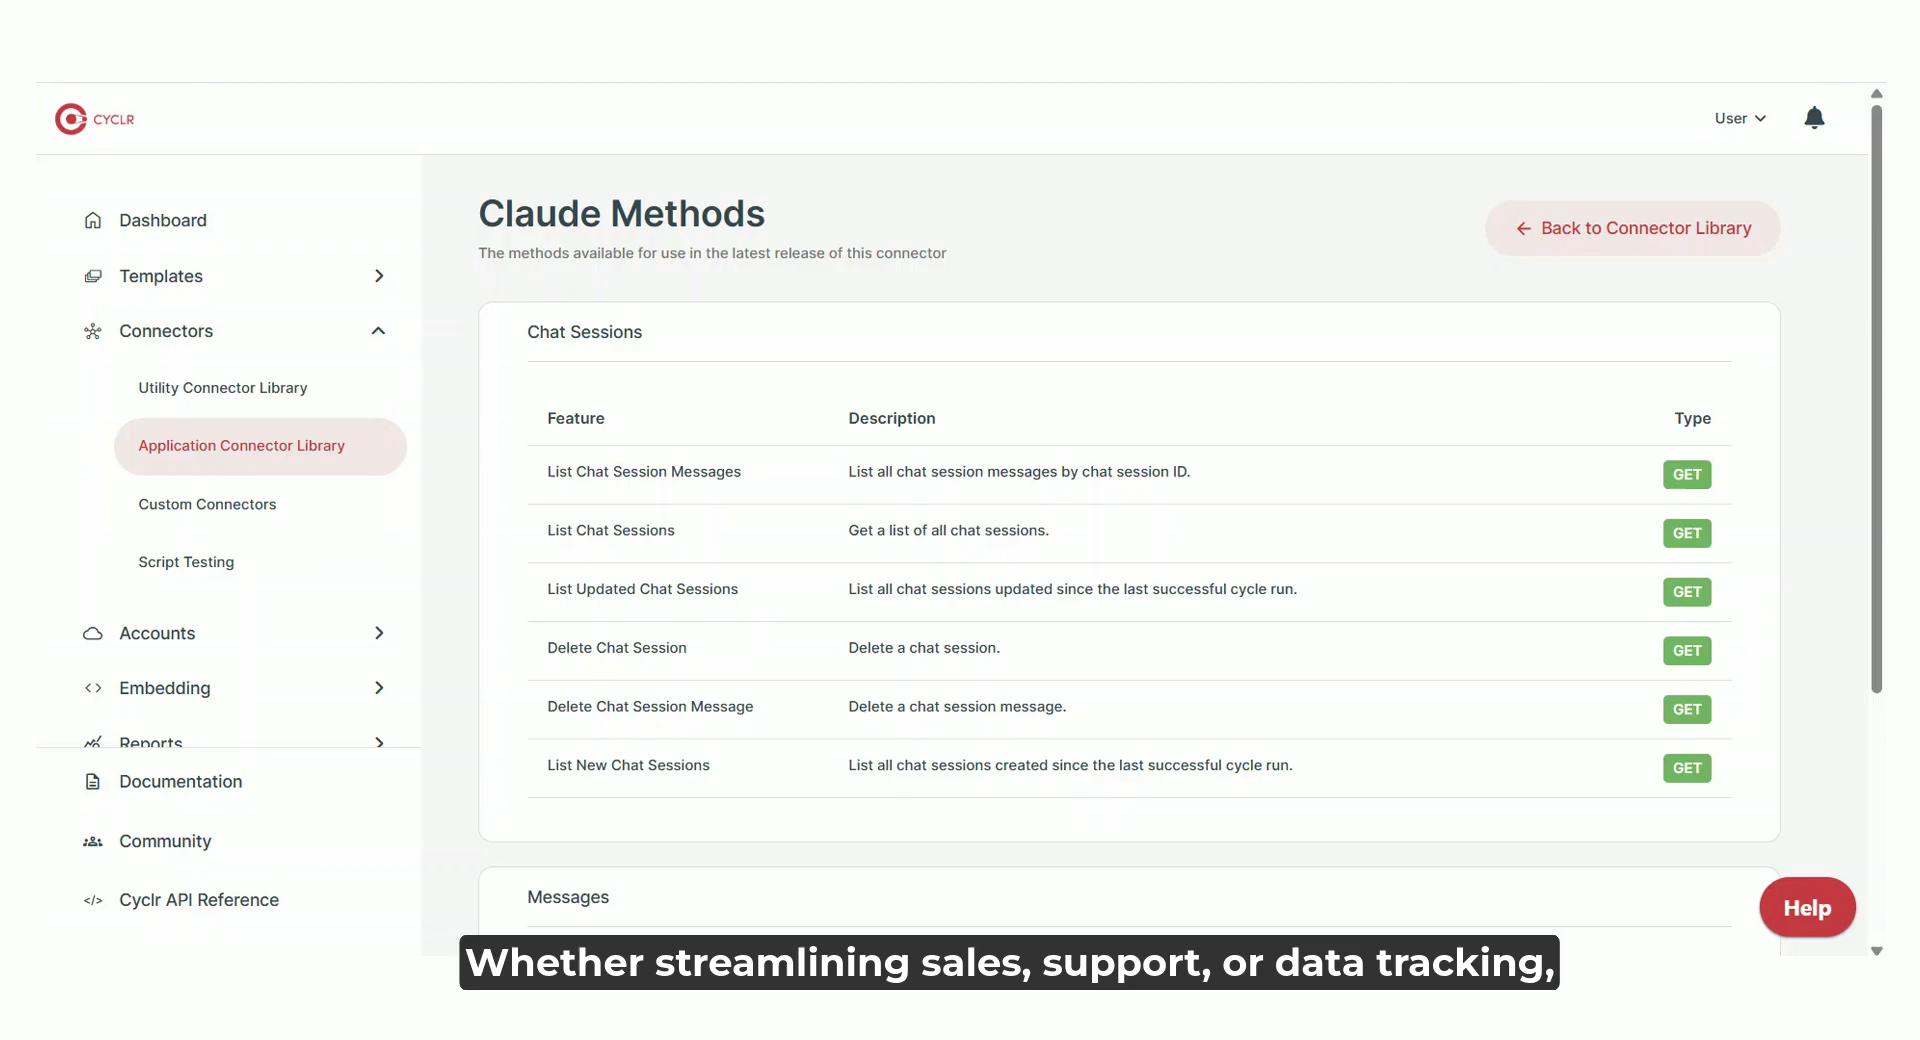 CYCLR
User
Dashboard
Templates
Connectors
Utility Connector Library
Application Connector Library
Custom Connectors
Script Testing
Accounts
Embedding
Reports
Documentation
Community
Cyclr API Reference
Claude Methods
The methods available for use in the latest release of this connector
Back to Connector Library
Chat Sessions
Feature Description Type
List Chat Session Messages List all chat session messages by chat session ID. GET
List Chat Sessions Get a list of all chat sessions. GET
List Updated Chat Sessions List all chat sessions updated since the last successful cycle run. GET
Delete Chat Session Delete a chat session. GET
Delete Chat Session Message Delete a chat session message. GET
List New Chat Sessions List all chat sessions created since the last successful cycle run. GET
Messages
Help
Whether streamlining sales, support, or data tracking,